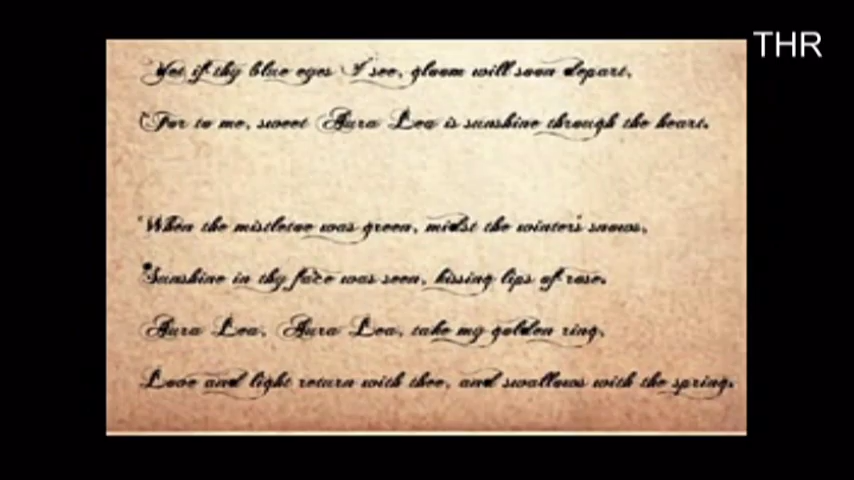 THR
Yet if thy blue eyes I see, gloom will soon depart,
For to me, sweet Aura Lea is sunshine through the heart.
When the mistletoe was green, midst the winter's snows,
Sunshine in thy face was seen, kissing lips of rose.
Aura Lea, Aura Lea, take my golden ring,
Love and light return with thee, and swallows with the spring.